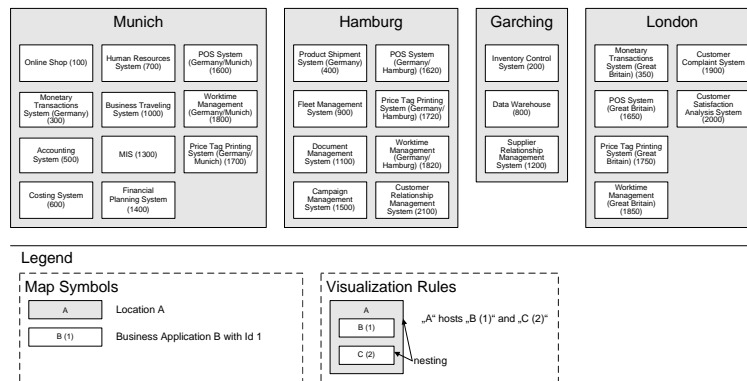 Munich
Online Shop (100)
Human Resources
System (700)
POS System
(Germany/Munich)
(1600)
Monetary
Transactions
System (Germany)
(300)
Business Traveling
System (1000)
Worktime
Management
(Germany/Munich)
(1800)
Accounting
System (500)
MIS (1300)
Price Tag Printing
System (Germany/
Munich) (1700)
Costing System
(600)
Financial
Planning System
(1400)
Hamburg
Product Shipment
System (Germany)
(400)
POS System
(Germany/
Hamburg) (1620)
Fleet Management
System (900)
Price Tag Printing
System (Germany/
Hamburg) (1720)
Document
Management
System (1100)
Worktime
Management
(Germany/
Hamburg) (1820)
Campaign
Management
System (1500)
Customer
Relationship
Management
System (2100)
Garching
Inventory Control
System (200)
Data Warehouse
(800)
Supplier
Relationship
Management
System (1200)
London
Monetary
Transactions
System (Great
Britain) (350)
Customer
Complaint System
(1900)
POS System
(Great Britain)
(1650)
Customer
Satisfaction
Analysis System
(2000)
Price Tag Printing
System (Great
Britain) (1750)
Worktime
Management
(Great Britain)
(1850)
Legend
Map Symbols
A
Location A
B (1)
Business Application B with Id 1
Visualization Rules
A
B (1)
C (2)
„A“ hosts „B (1)“ and „C (2)“
nesting